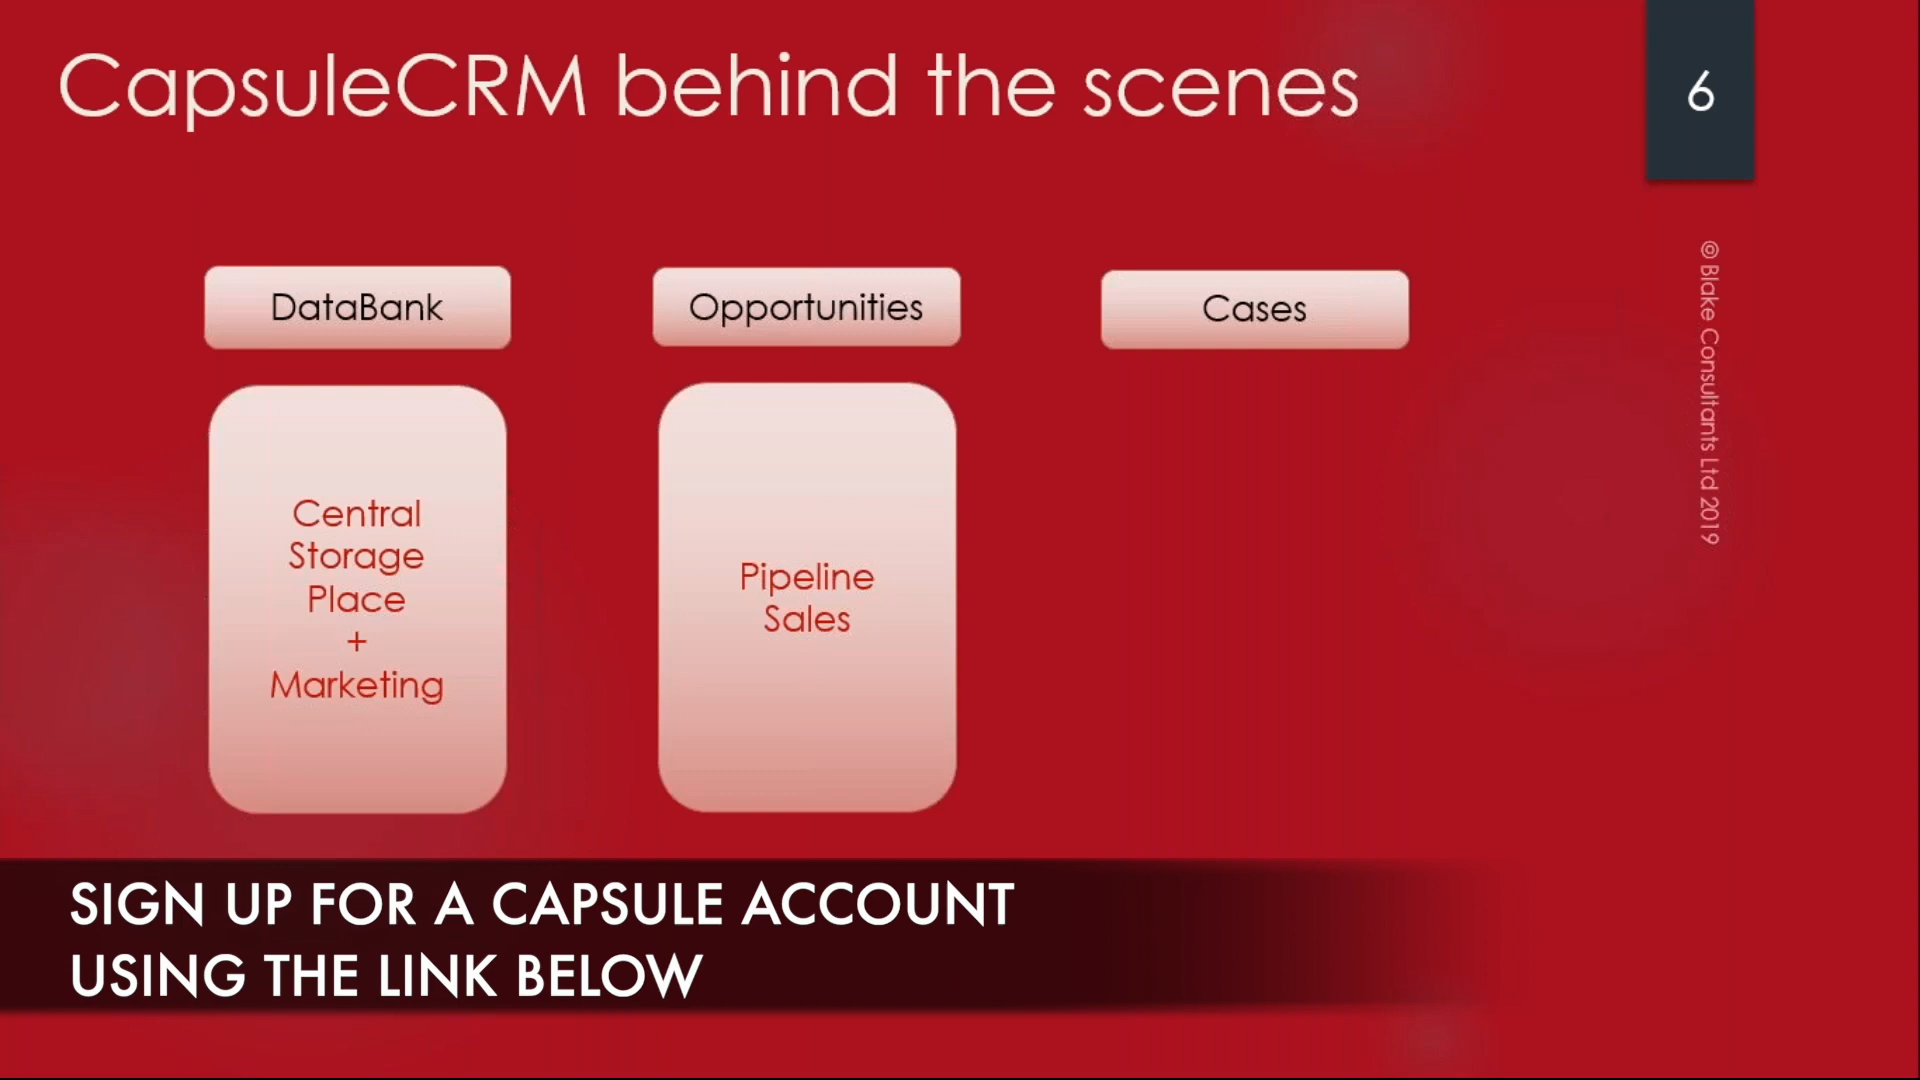 CapsuleCRM behind the scenes
6
© Blake Consultants Ltd 2019
DataBank
Opportunities
Cases
Central
Storage
Place
+
Marketing
Pipeline
Sales
SIGN UP FOR A CAPSULE ACCOUNT
USING THE LINK BELOW